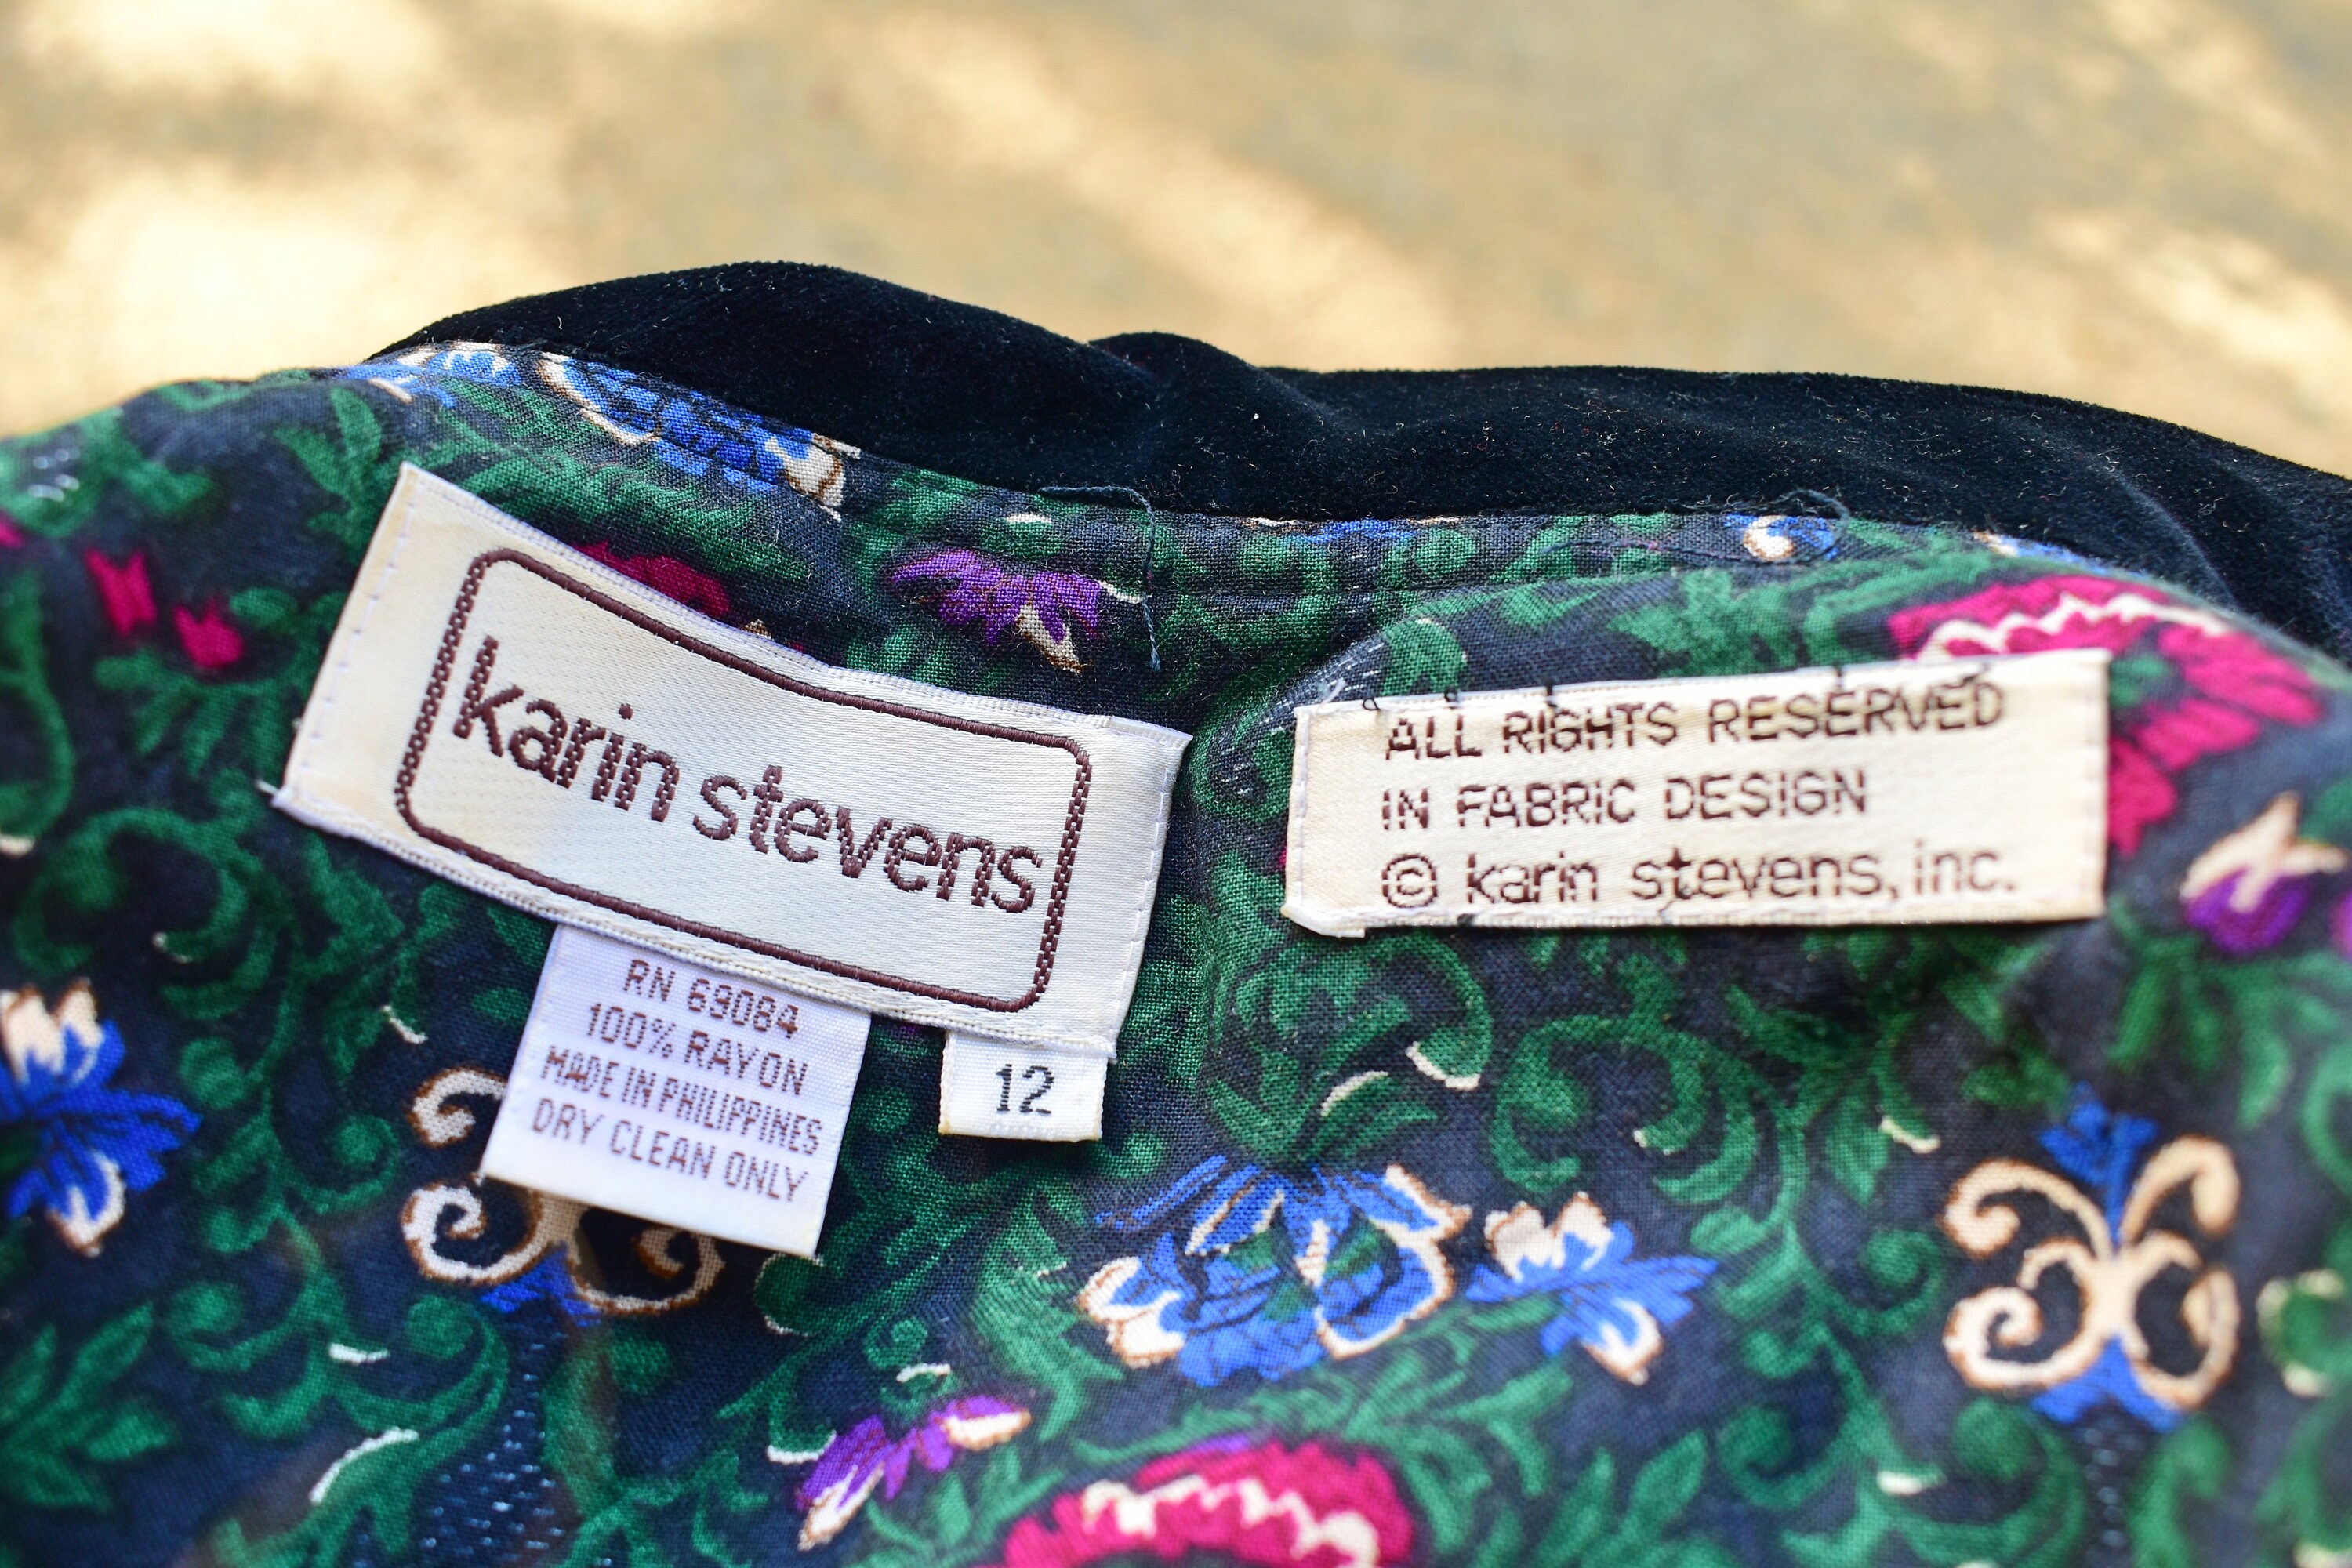 karin stevens
RN 69084
100% RAYON
MADE IN PHILIPPINES
DRY CLEAN ONLY
12
ALL RIGHTS RESERVED
IN FABRIC DESIGN
© karin stevens, inc.